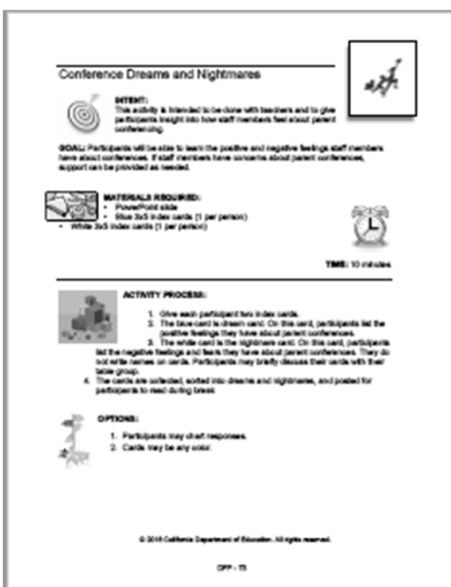 Conference Dreams and Nightmares
INTENT:
This activity is intended to be done with teachers and to give
participants insight into how staff members feel about parent
conferencing.
GOAL: Participants will be able to learn the positive and negative feelings staff members
have about conferences. If staff members have concerns about parent conferences,
support can be provided as needed.
MATERIALS REQUIRED:
• PowerPoint slide
• Blue 3x5 index cards (1 per person)
• White 3x5 index cards (1 per person)
TIME: 10 minutes
ACTIVITY PROCESS:
1. Give each participant two index cards.
2. The blue card is dream card. On this card, participants list the
positive feelings they have about parent conferences.
3. The white card is the nightmare card. On this card, participants
list the negative feelings and fears they have about parent conferences. They do
not write names on cards. Participants may briefly discuss their cards with their
table group.
4. The cards are collected, sorted into dreams and nightmares, and posted for
participants to read during break
OPTIONS:
1. Participants may chart responses.
2. Cards may be any color.
© 2016 California Department of Education. All rights reserved.